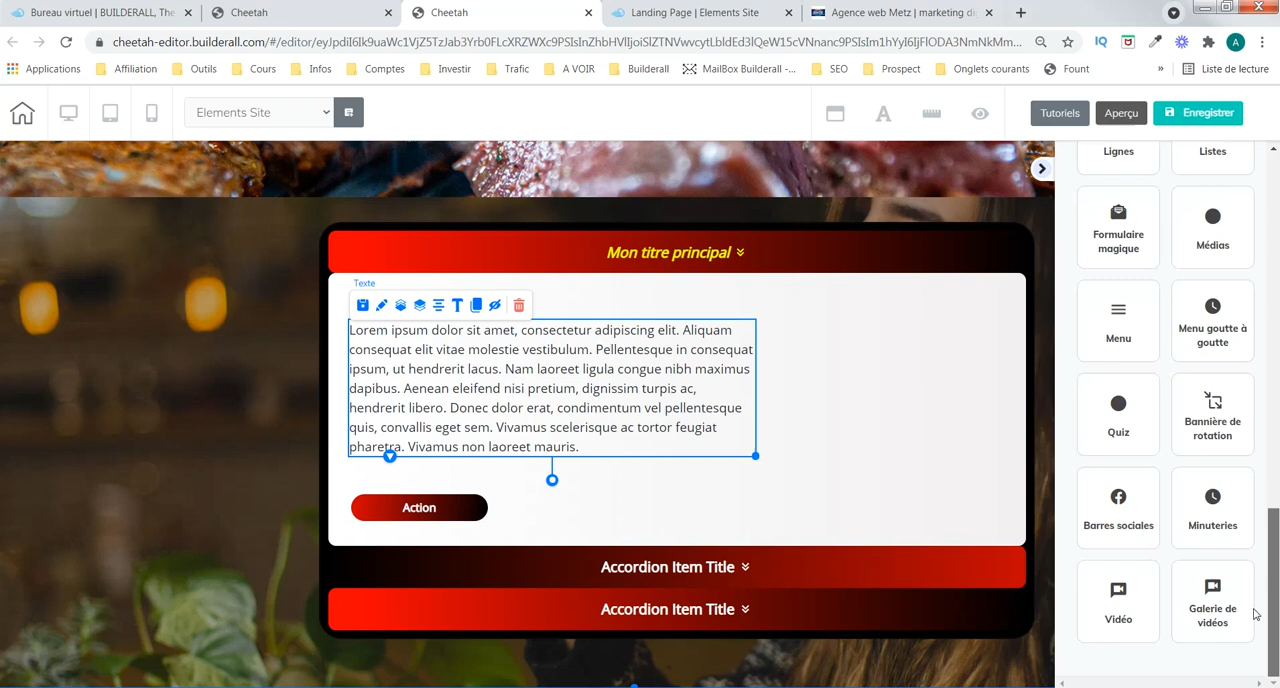 Bureau virtuel | BUILDERALL, The
Cheetah
Cheetah
Landing Page | Elements Site
Agence web Metz | marketing di
cheetah-editor.builderall.com/#/editor/
Applications
Affiliation
Outils
Cours
Infos
Comptes
Investir
Trafic
A VOIR
Builderall
MailBox Builderall -...
SEO
Prospect
Onglets courants
Fount
»
Liste de lecture
Elements Site
Tutoriels
Aperçu
Enregistrer
Lignes
Listes
Mon titre principal
Texte
Lorem ipsum dolor sit amet, consectetur adipiscing elit. Aliquam
consequat elit vitae molestie vestibulum. Pellentesque in consequat
ipsum, ut hendrerit lacus. Nam laoreet ligula congue nibh maximus
dapibus. Aenean eleifend nisi pretium, dignissim turpis ac,
hendrerit libero. Donec dolor erat, condimentum vel pellentesque
quis, convallis eget sem. Vivamus scelerisque ac tortor feugiat
pharetra. Vivamus non laoreet mauris.
Action
Accordion Item Title
Accordion Item Title
Formulaire
magique
Médias
Menu
Menu goutte à
goutte
Quiz
Bannière de
rotation
Barres sociales
Minuteries
Vidéo
Galerie de
vidéos
IQ
A